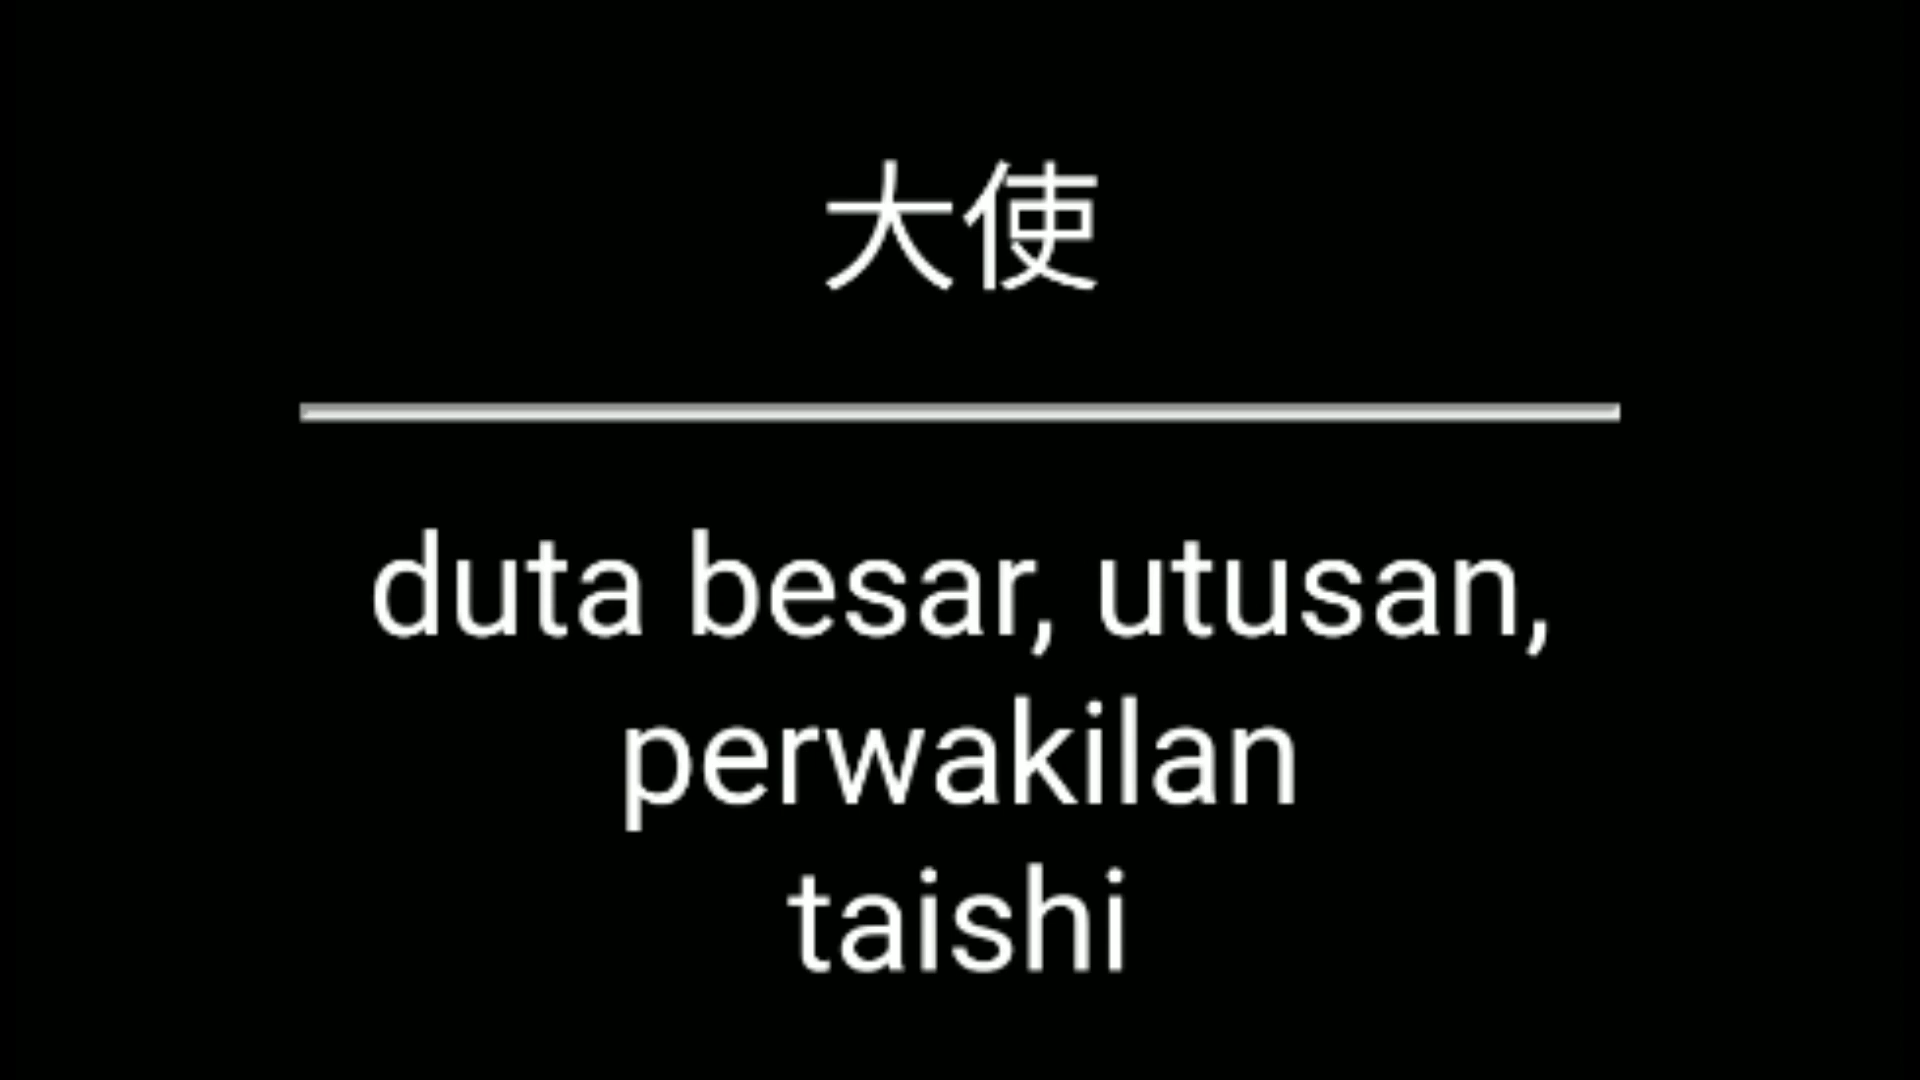 大使
duta besar, utusan,
perwakilan
taishi